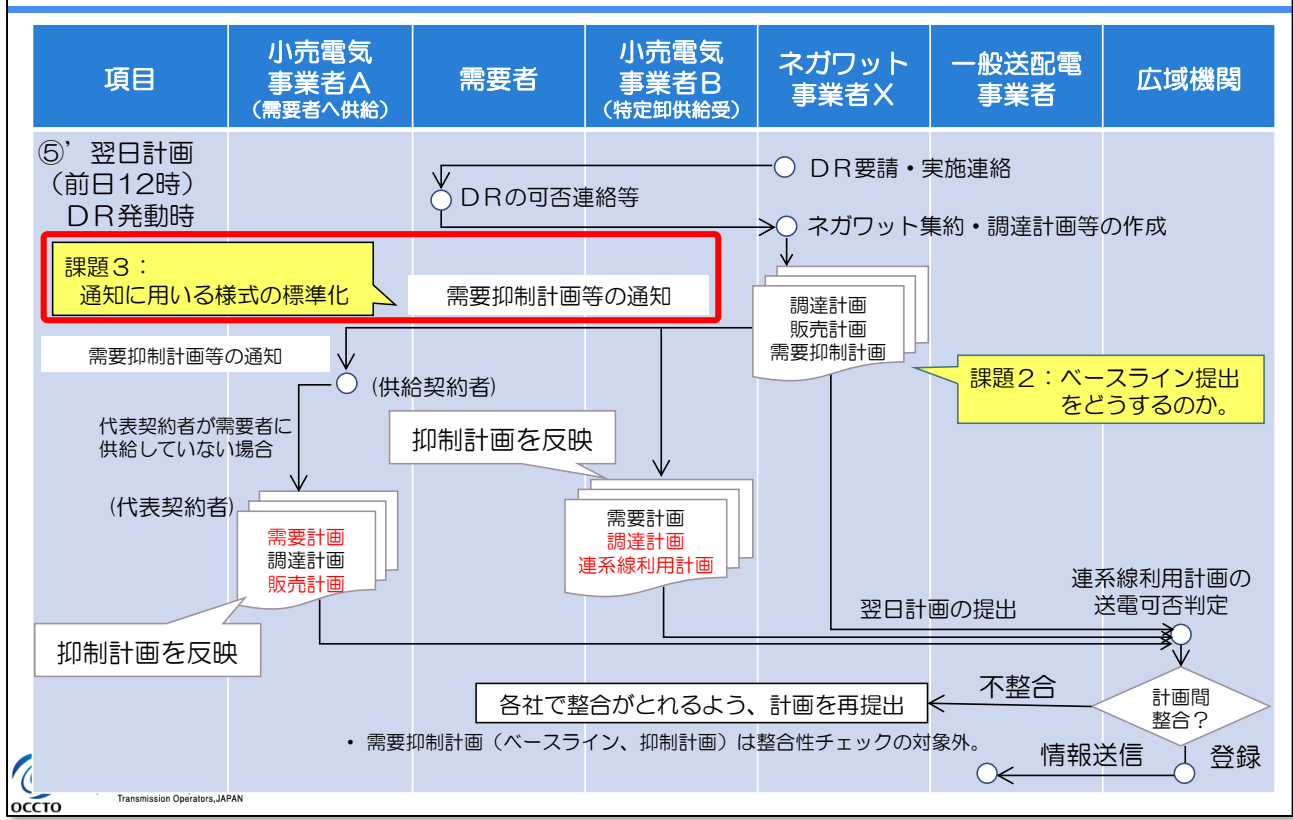 項目
小売電気
事業者A
(需要者へ供給)
需要者
小売電気
事業者B
(特定卸供給受)
ネガワット
事業者X
一般送配電
事業者
広域機関
⑤’翌日計画
(前日12時)
DR発動時
DR要請・実施連絡
DRの可否連絡等
ネガワット集約・調達計画等の作成
課題3:
通知に用いる様式の標準化
需要抑制計画等の通知
調達計画
販売計画
需要抑制計画
需要抑制計画等の通知
(供給契約者)
課題2:ベースライン提出
をどうするのか。
代表契約者が需要者に
供給していない場合
抑制計画を反映
(代表契約者)
需要計画
調達計画
販売計画
需要計画
調達計画
連系線利用計画
抑制計画を反映
翌日計画の提出
連系線利用計画の
送電可否判定
不整合
計画間
整合?
各社で整合がとれるよう、計画を再提出
・ 需要抑制計画(ベースライン、抑制計画)は整合性チェックの対象外。
情報送信
登録
OCCTO
Transmission Operators,JAPAN